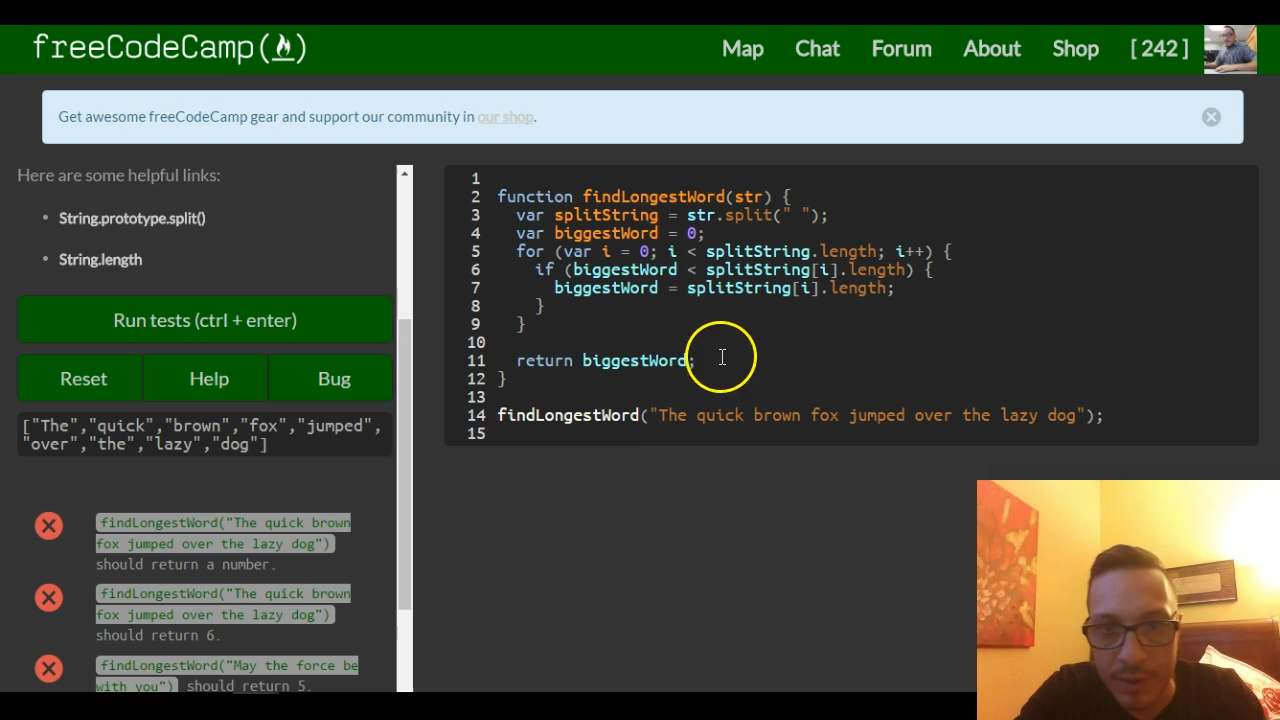 freeCodeCamp
Map Chat Forum About Shop [ 242 ]
Get awesome freeCodeCamp gear and support our community in our shop.
Here are some helpful links:
String.prototype.split()
String.length
Run tests (ctrl + enter)
Reset Help Bug
["The","quick","brown","fox","jumped",
"over","the","lazy","dog"]
findLongestWord("The quick brown
fox jumped over the lazy dog")
should return a number.
findLongestWord("The quick brown
fox jumped over the lazy dog")
should return 6.
findLongestWord("May the force be
with you") should return 5.
1
2 function findLongestWord(str) {
3 var splitString = str.split(" ");
4 var biggestWord = 0;
5 for (var i = 0; i < splitString.length; i++) {
6 if (biggestWord < splitString[i].length) {
7 biggestWord = splitString[i].length;
8 }
9 }
10
11 return biggestWord;
12 }
13
14 findLongestWord("The quick brown fox jumped over the lazy dog");
15